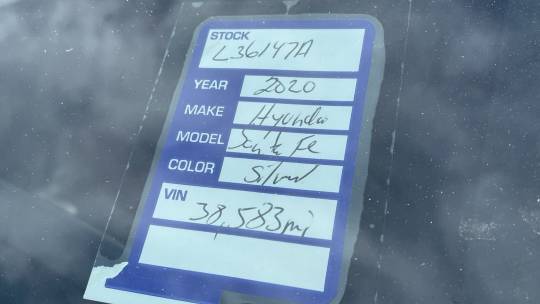 STOCK
L36147A
YEAR 2020
MAKE Hyundai
MODEL Santa Fe
COLOR Silver
VIN
38,583mi